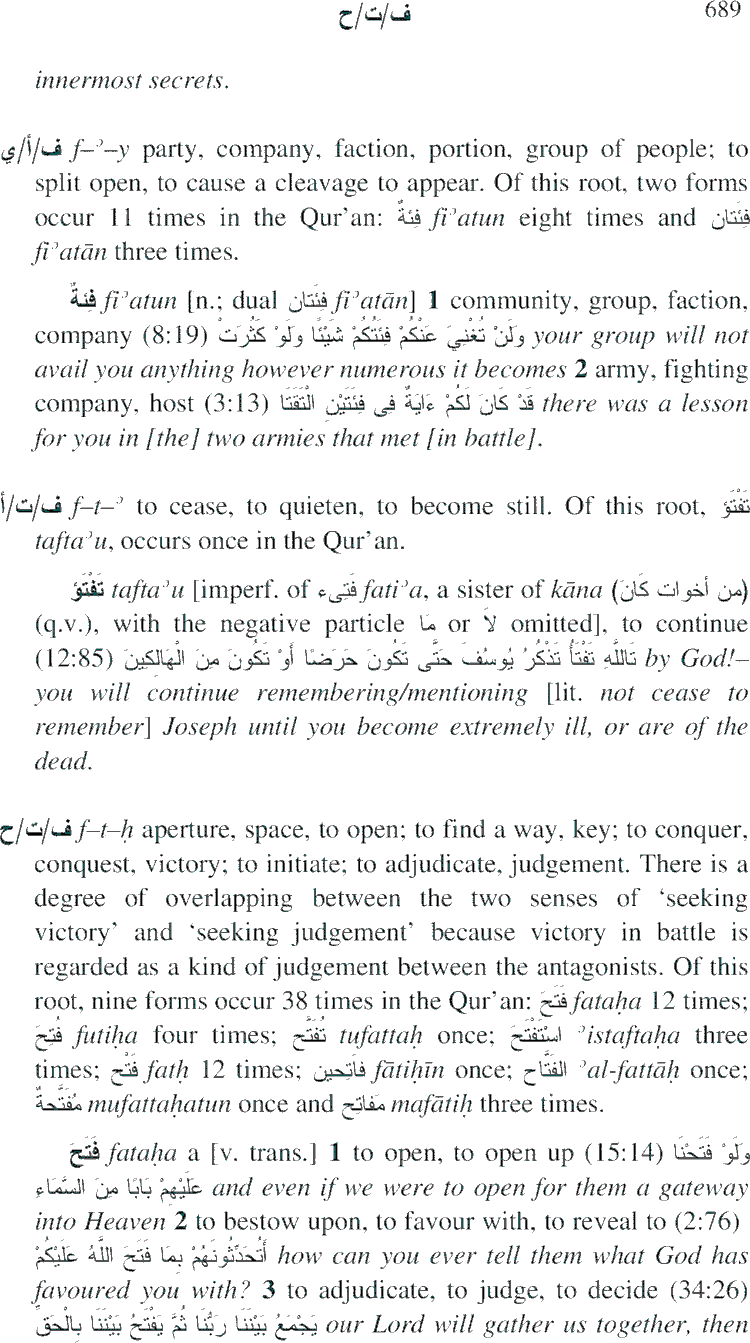 ف/ت/ح 689
innermost secrets.
ف/أ/ي f–ʾ–y party, company, faction, portion, group of people; to
split open, to cause a cleavage to appear. Of this root, two forms
occur 11 times in the Qur'an: فِئَةٌ fiʾatun eight times and فِئَتان
fiʾatān three times.
فِئةٌ fiʾatun [n.; dual فِئَتان fiʾatān] 1 community, group, faction,
company (8:19) وَلَنْ تُغْنِيَ عَنْكُمْ فِئَتُكُمْ شَيْئًا وَلَوْ كَثُرَتْ your group will not
avail you anything however numerous it becomes 2 army, fighting
company, host (3:13) قَدْ كَانَ لَكُمْ ءَايَةٌ فِى فِئَتَيْنِ الْتَقَتَا there was a lesson
for you in [the] two armies that met [in battle].
ف/ت/أ f–t–ʾ to cease, to quieten, to become still. Of this root, تَفْتَؤ
taftaʾu, occurs once in the Qur'an.
تَفْتَؤ taftaʾu [imperf. of فَتِىء fatiʾa, a sister of kāna (من أخوات كَانَ)
(q.v.), with the negative particle مَا or لاَ omitted], to continue
(12:85) تَاللَّهِ تَفْتَأُ تَذْكُرُ يُوسُفَ حَتَّى تَكُونَ حَرَضًا أَوْ تَكُونَ مِنَ الْهَالِكِينَ by God!–
you will continue remembering/mentioning [lit. not cease to
remember] Joseph until you become extremely ill, or are of the
dead.
ف/ت/ح f–t–ḥ aperture, space, to open; to find a way, key; to conquer,
conquest, victory; to initiate; to adjudicate, judgement. There is a
degree of overlapping between the two senses of ‘seeking
victory’ and ‘seeking judgement’ because victory in battle is
regarded as a kind of judgement between the antagonists. Of this
root, nine forms occur 38 times in the Qur'an: فَتَحَ fataḥa 12 times;
فُتِحَ futiḥa four times; تُفَتَّح tufattaḥ once; اسْتَفْتَحَ ʾistaftaḥa three
times; فَتْح fatḥ 12 times; فَاتِحين fātiḥīn once; الفَتَّاح ʾal-fattāḥ once;
مُفَتَّحةٌ mufattaḥatun once and مَفاتِح mafātiḥ three times.
فَتَحَ fataḥa a [v. trans.] 1 to open, to open up (15:14) وَلَوْ فَتَحْنَا
عَلَيْهِمْ بَابًا مِنَ السَّمَاءِ and even if we were to open for them a gateway
into Heaven 2 to bestow upon, to favour with, to reveal to (2:76)
أَتُحَدِّثُونَهُمْ بِمَا فَتَحَ اللَّهُ عَلَيْكُمْ how can you ever tell them what God has
favoured you with? 3 to adjudicate, to judge, to decide (34:26)
يَجْمَعُ بَيْنَنَا رَبُّنَا ثُمَّ يَفْتَحُ بَيْنَنَا بِالْحَقِّ our Lord will gather us together, then